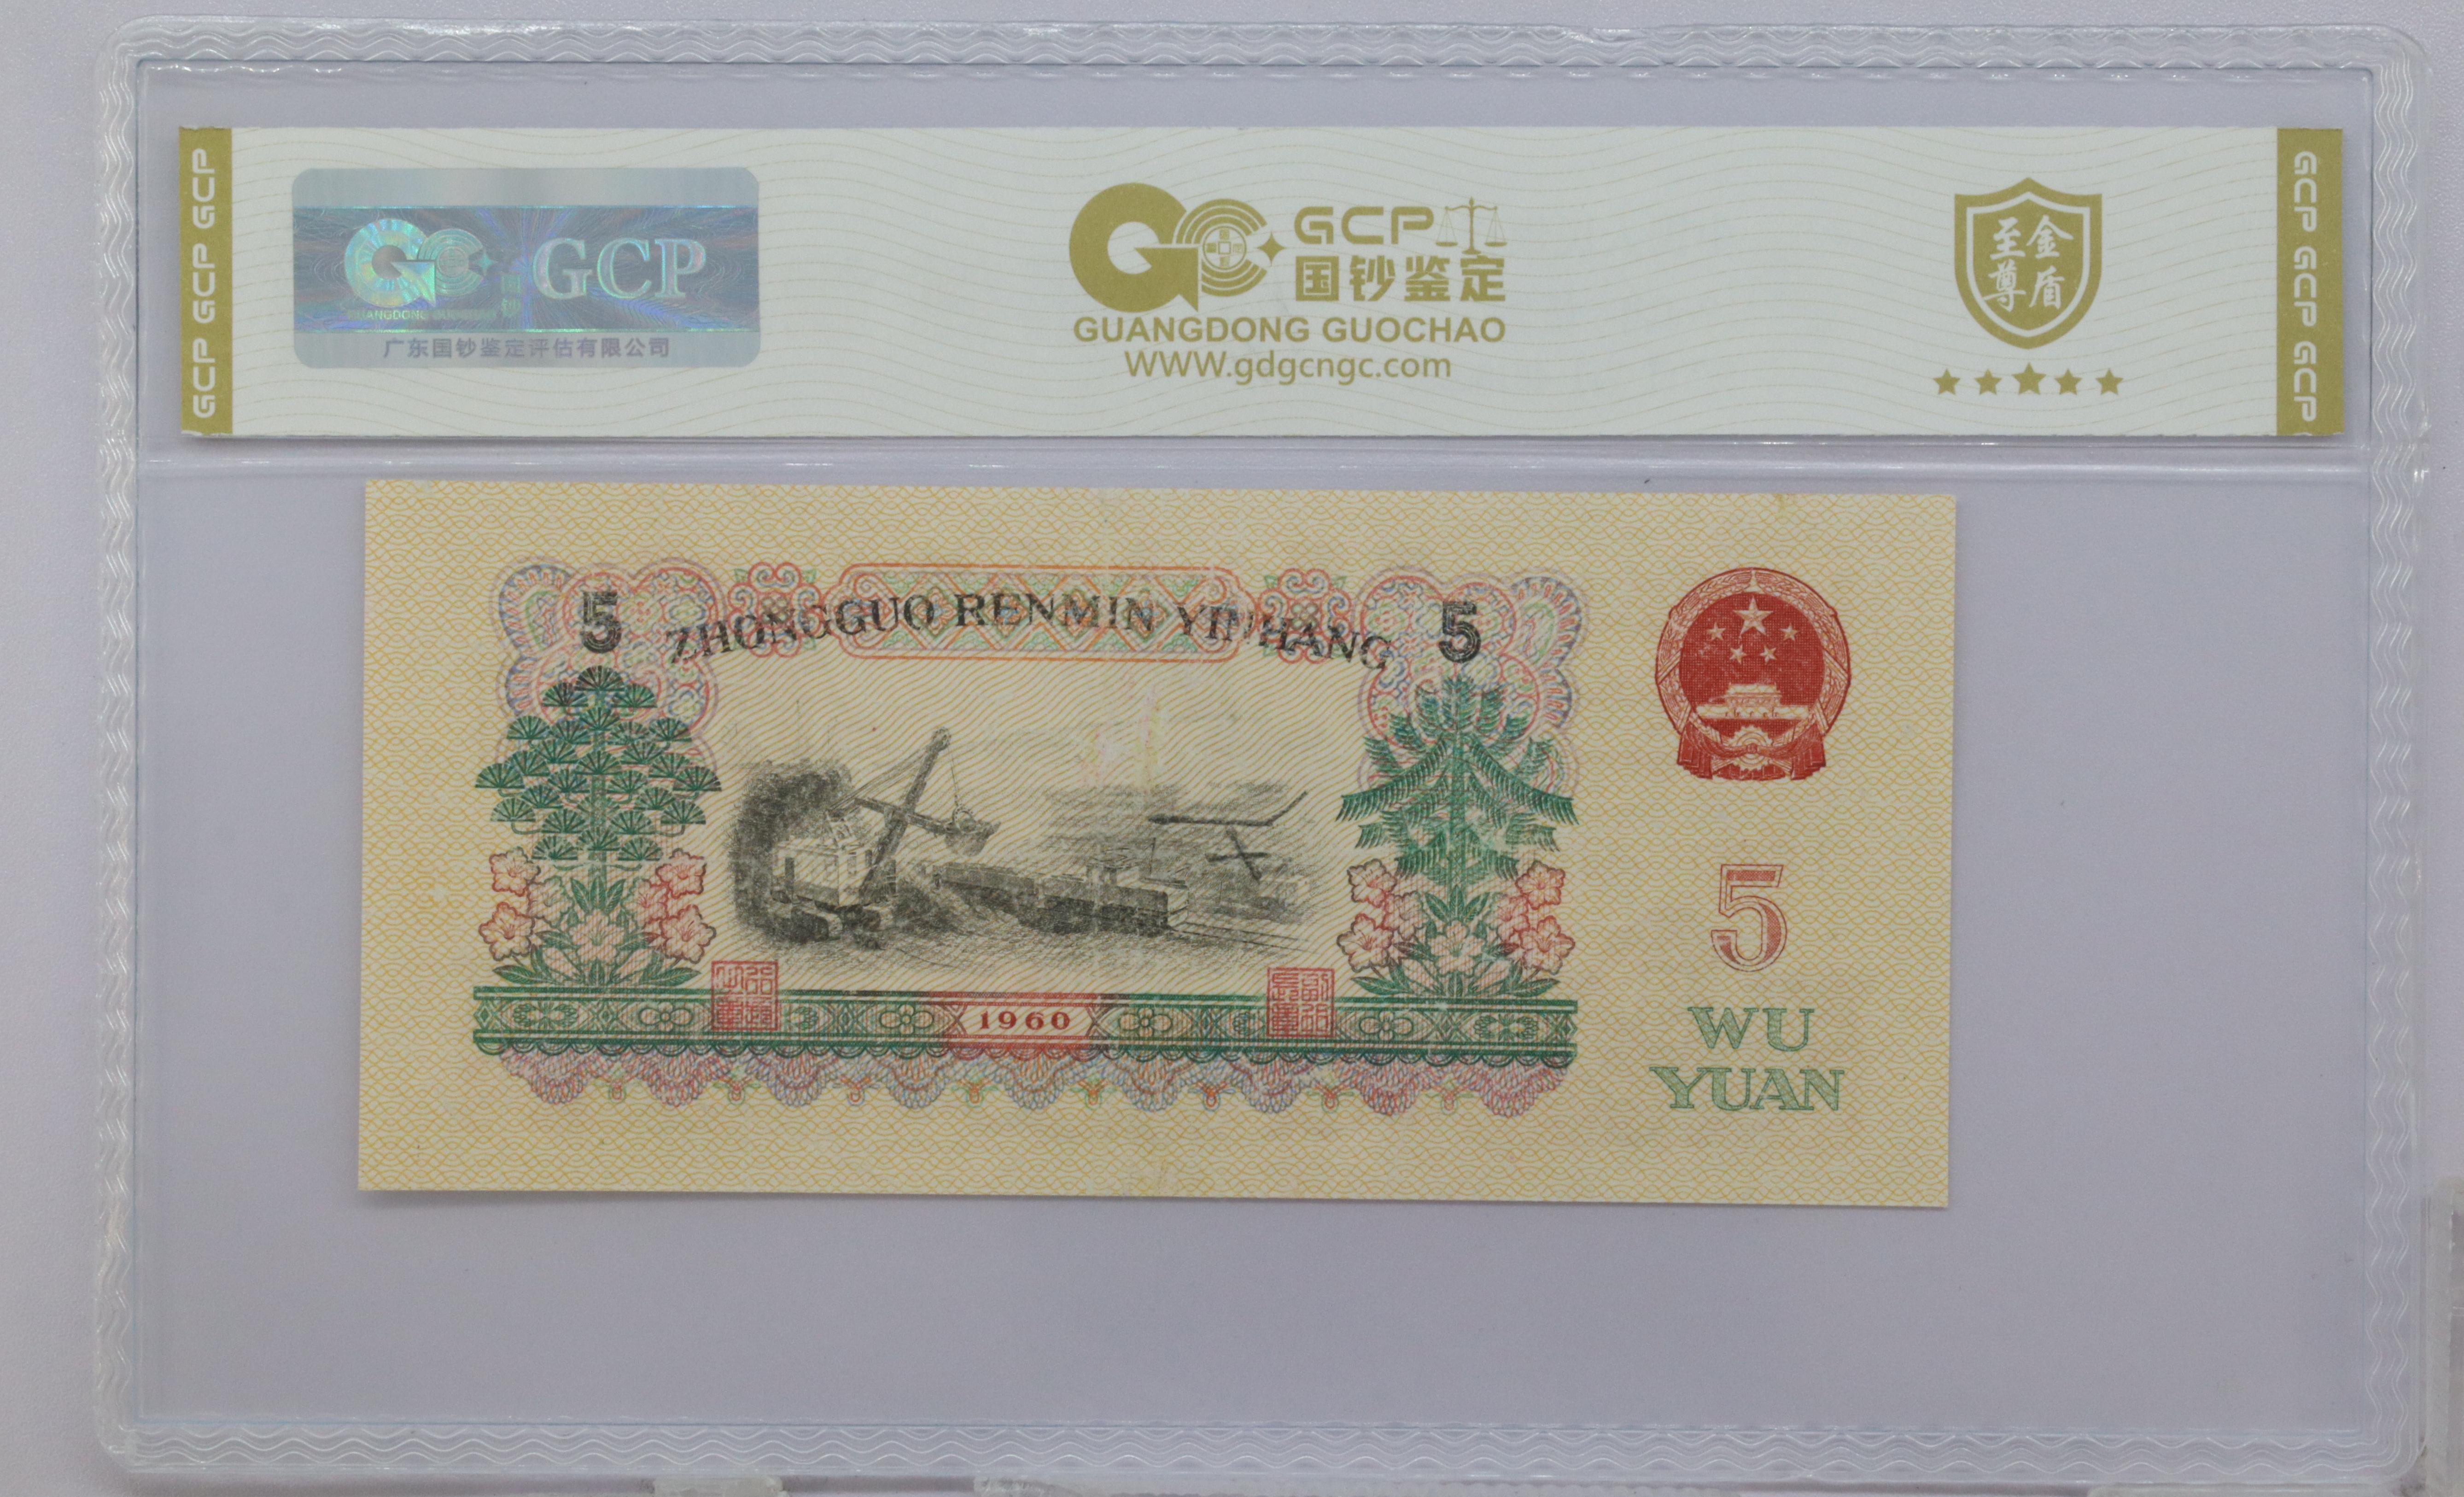 GCP GCP GCP
GCP
国钞
GUANGDONG GUOCHAO
广东国钞鉴定评估有限公司
GCP
国钞鉴定
GUANGDONG GUOCHAO
WWW.gdgcngc.com
至尊
金盾
GCP GCP GCP
5
ZHONGGUO RENMIN YINHANG
5
5
WU
YUAN
1960